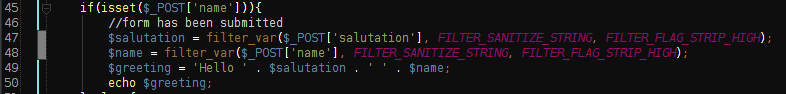 45 if(isset($_POST['name'])){
46 //form has been submitted
47 $salutation = filter_var($_POST['salutation'], FILTER_SANITIZE_STRING, FILTER_FLAG_STRIP_HIGH);
48 $name = filter_var($_POST['name'], FILTER_SANITIZE_STRING, FILTER_FLAG_STRIP_HIGH);
49 $greeting = 'Hello ' . $salutation . ' ' . $name;
50 echo $greeting;